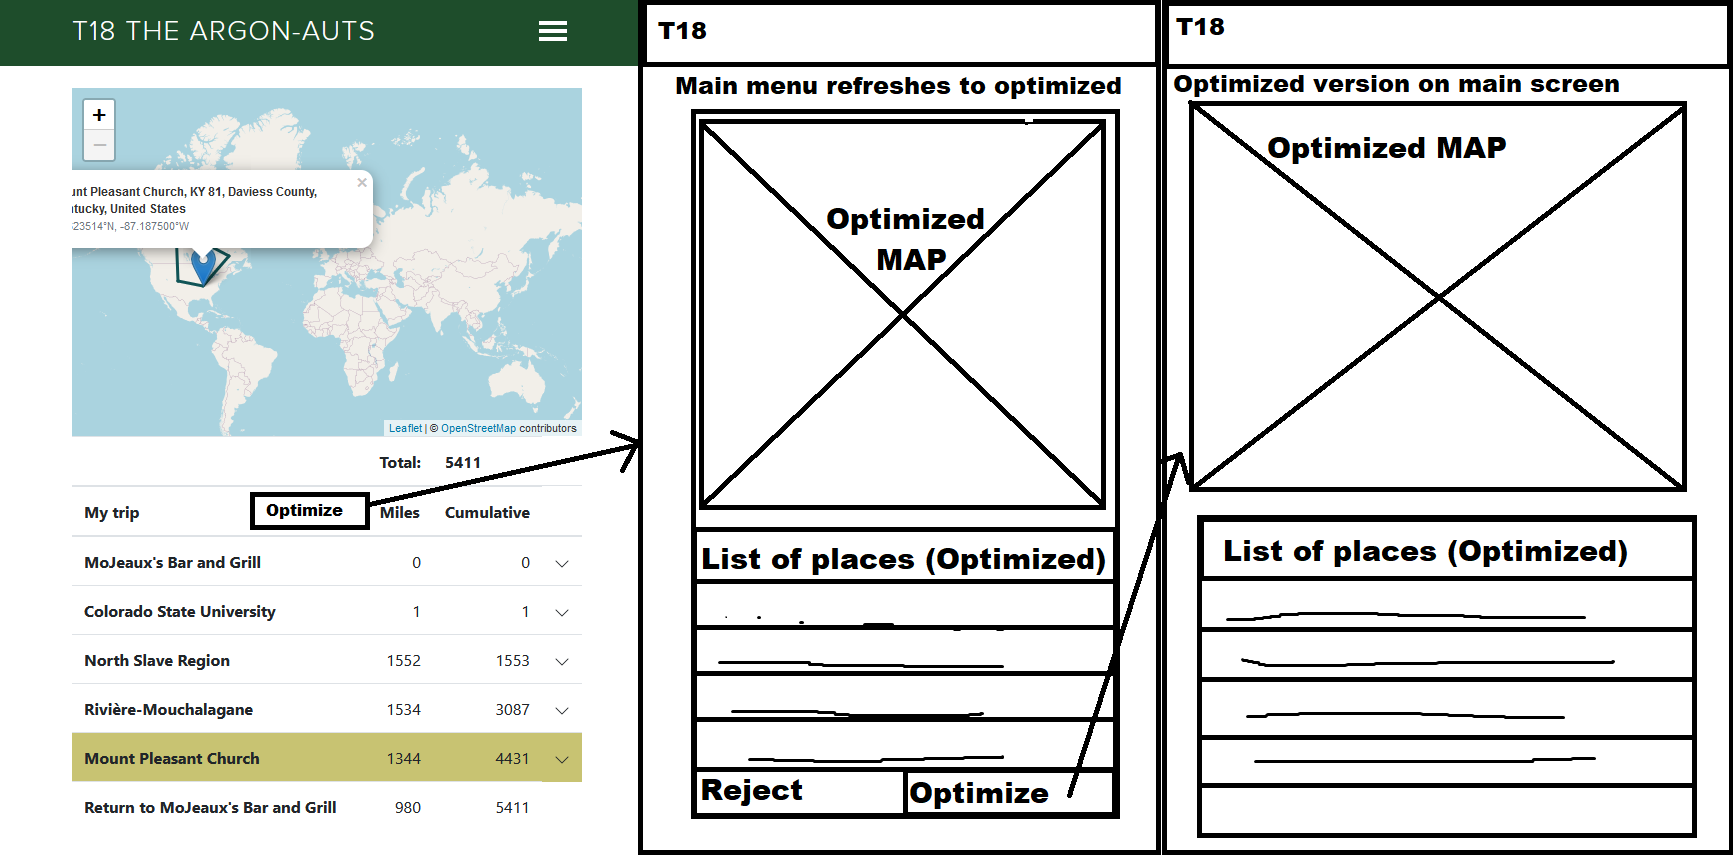 T18 THE ARGON-AUTS
+
−
unt Pleasant Church, KY 81, Daviess County,
tucky, United States
23514°N, -87.187500°W
×
Leaflet | © OpenStreetMap contributors
Total: 5411
My trip Optimize Miles Cumulative
MoJeaux's Bar and Grill 0 0
Colorado State University 1 1
North Slave Region 1552 1553
Rivière-Mouchalagane 1534 3087
Mount Pleasant Church 1344 4431
Return to MoJeaux's Bar and Grill 980 5411
T18
Main menu refreshes to optimized
Optimized
MAP
List of places (Optimized)
Reject Optimize
T18
Optimized version on main screen
Optimized MAP
List of places (Optimized)